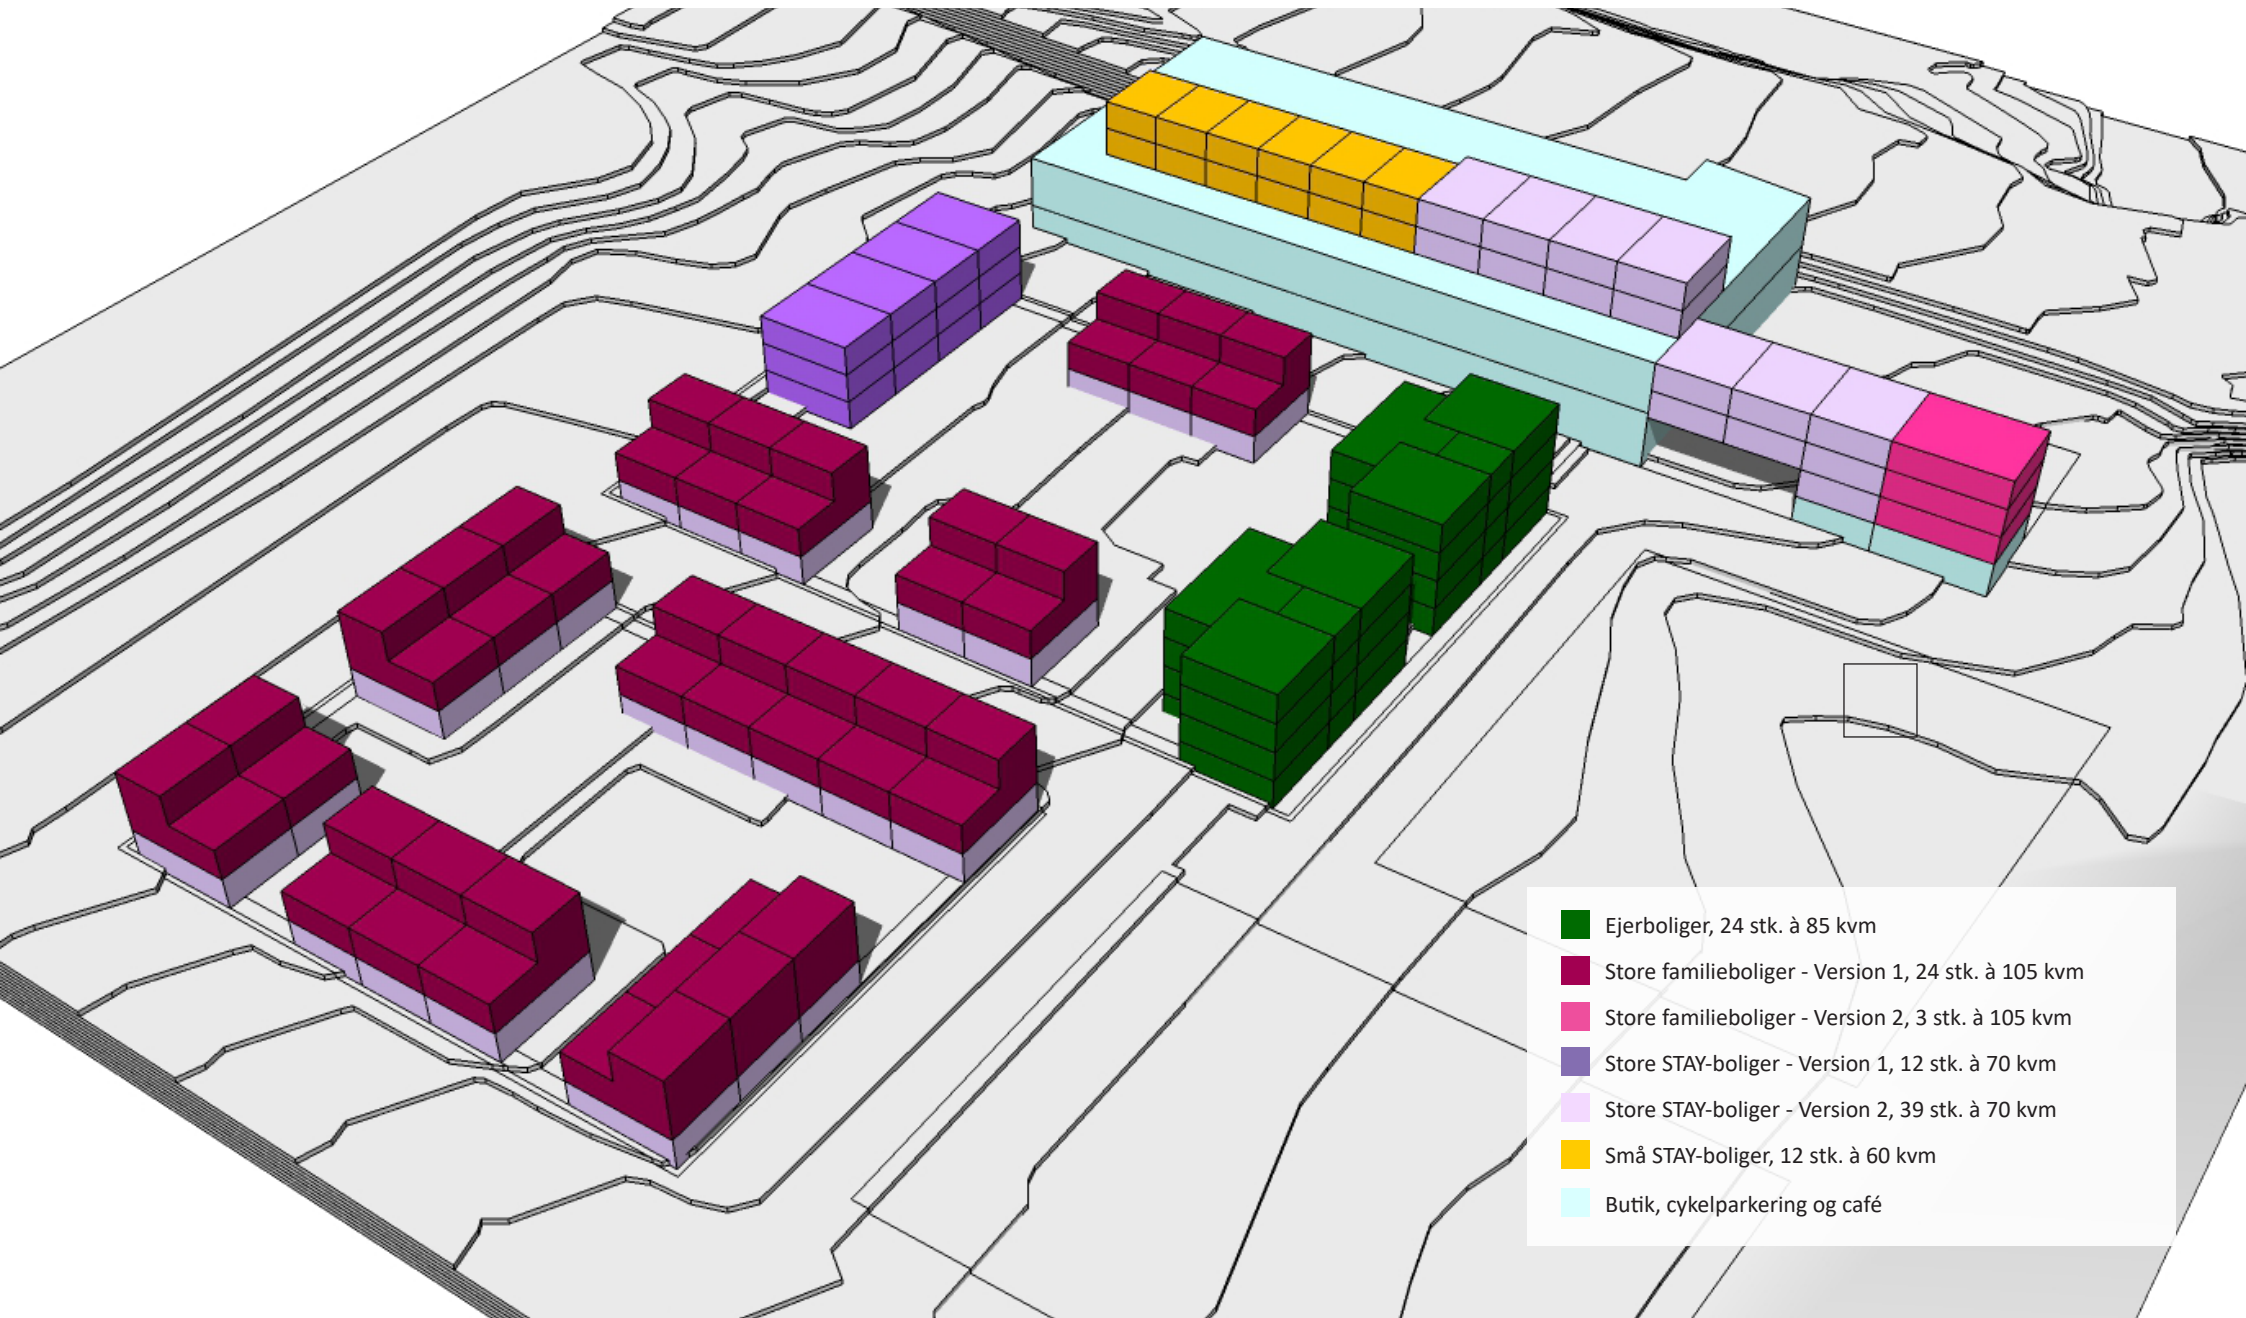 Ejerboliger, 24 stk. à 85 kvm
Store familieboliger - Version 1, 24 stk. à 105 kvm
Store familieboliger - Version 2, 3 stk. à 105 kvm
Store STAY-boliger - Version 1, 12 stk. à 70 kvm
Store STAY-boliger - Version 2, 39 stk. à 70 kvm
Små STAY-boliger, 12 stk. à 60 kvm
Butik, cykelparkering og café